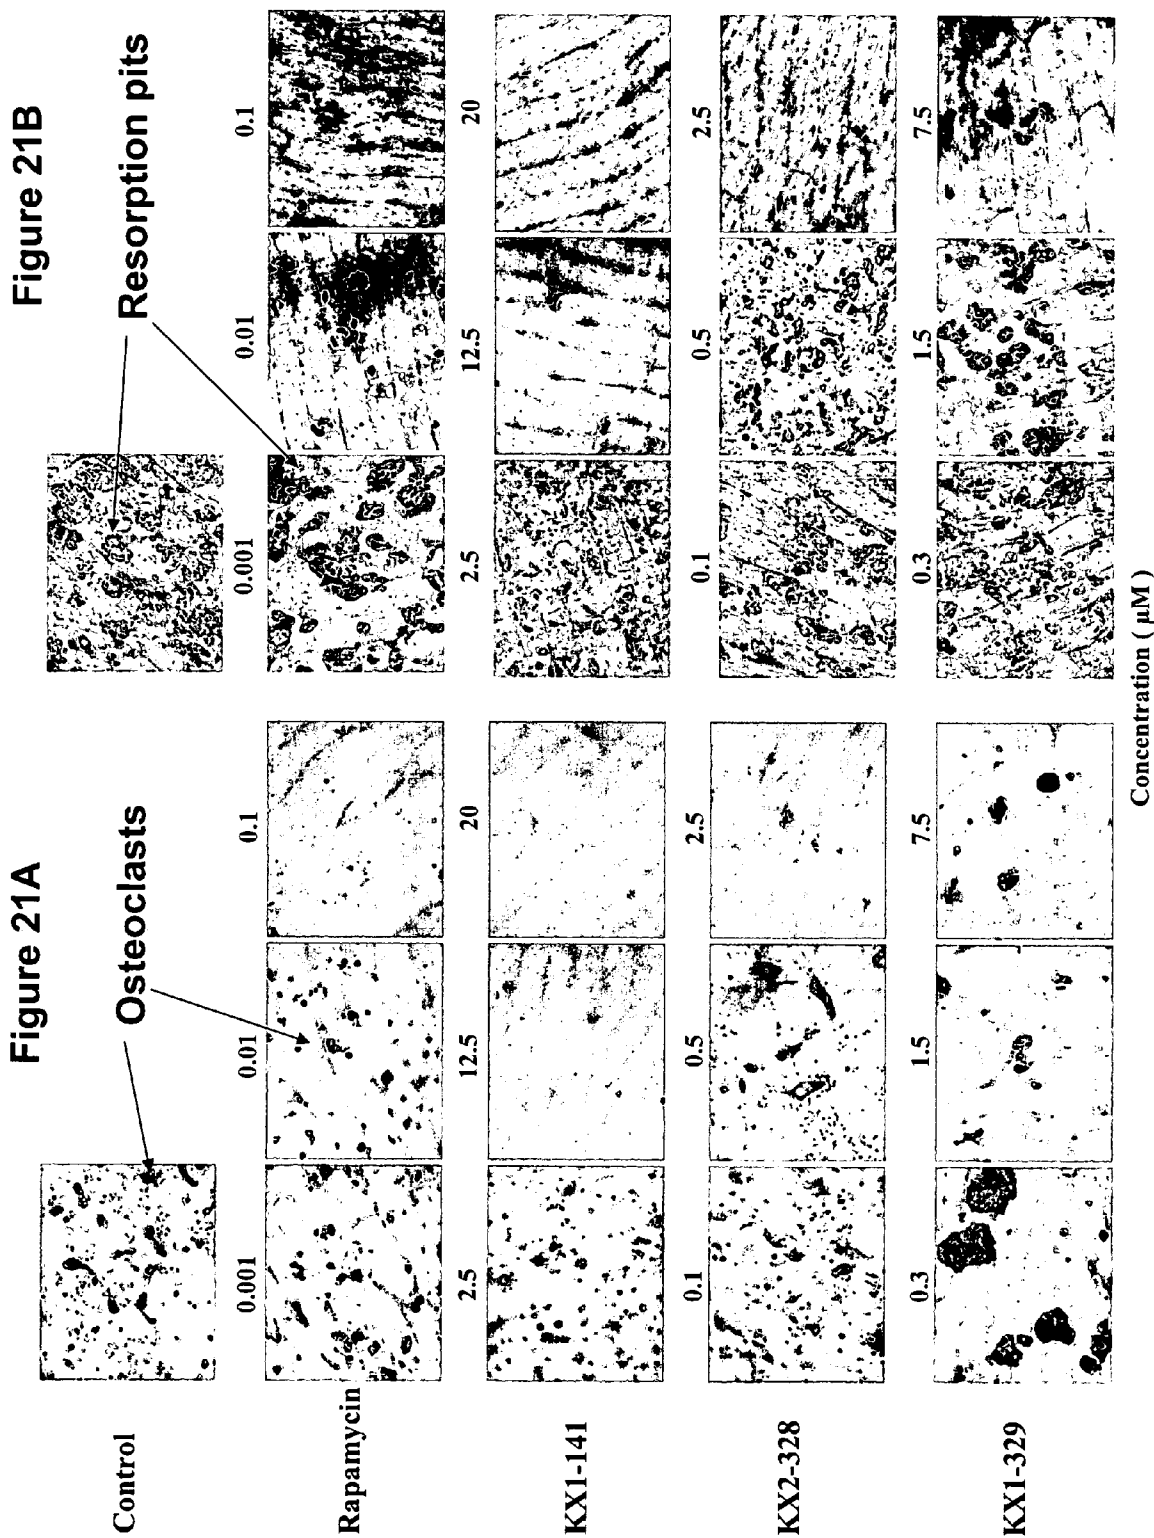 Figure 21A
Figure 21B
Osteoclasts
Resorption pits
Control
0.001
0.01
0.1
0.001
0.01
0.1
Rapamycin
2.5
12.5
20
2.5
12.5
20
KX1-141
0.1
0.5
2.5
0.1
0.5
2.5
KX2-328
0.3
1.5
7.5
0.3
1.5
7.5
KX1-329
Concentration ( μM )